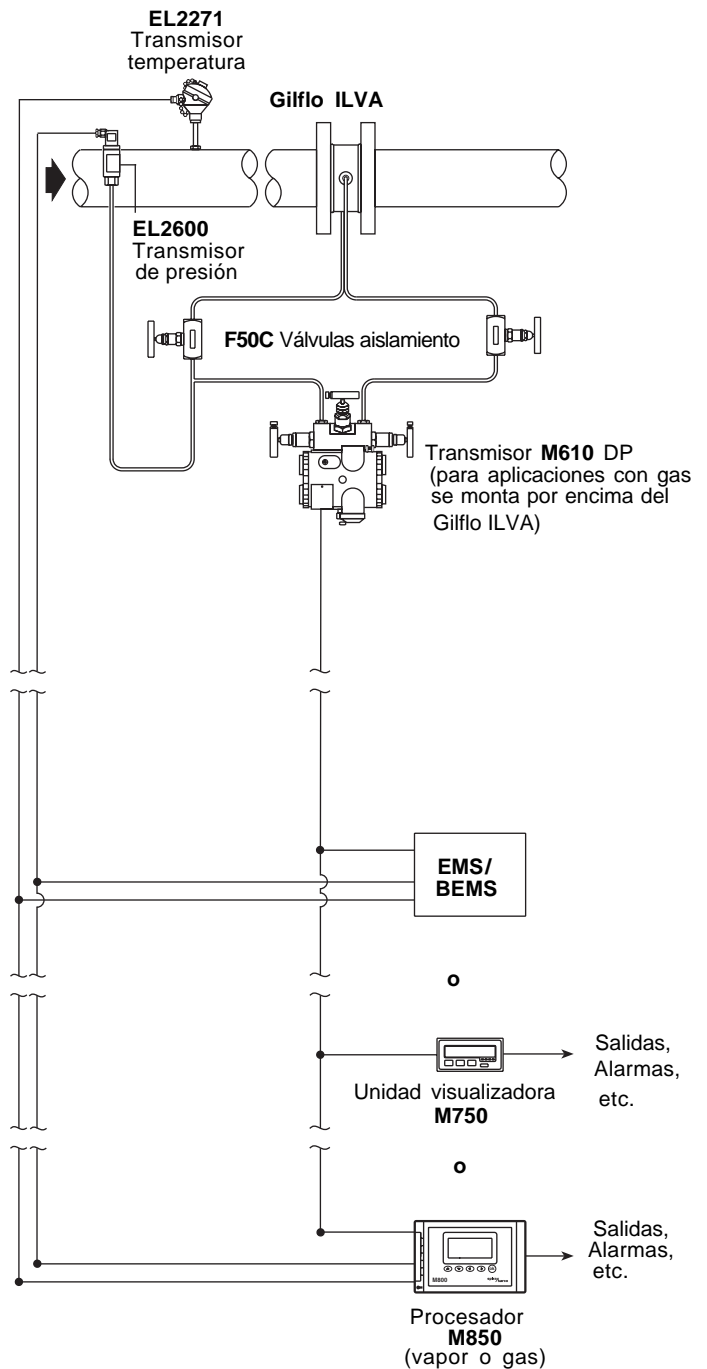 EL2271
Transmisor
temperatura
Gilflo ILVA
EL2600
Transmisor
de presión
F50C Válvulas aislamiento
Transmisor M610 DP
(para aplicaciones con gas
se monta por encima del
Gilflo ILVA)
EMS/
BEMS
o
Salidas,
Alarmas,
etc.
Unidad visualizadora
M750
o
Salidas,
Alarmas,
etc.
M800
Procesador
M850
(vapor o gas)